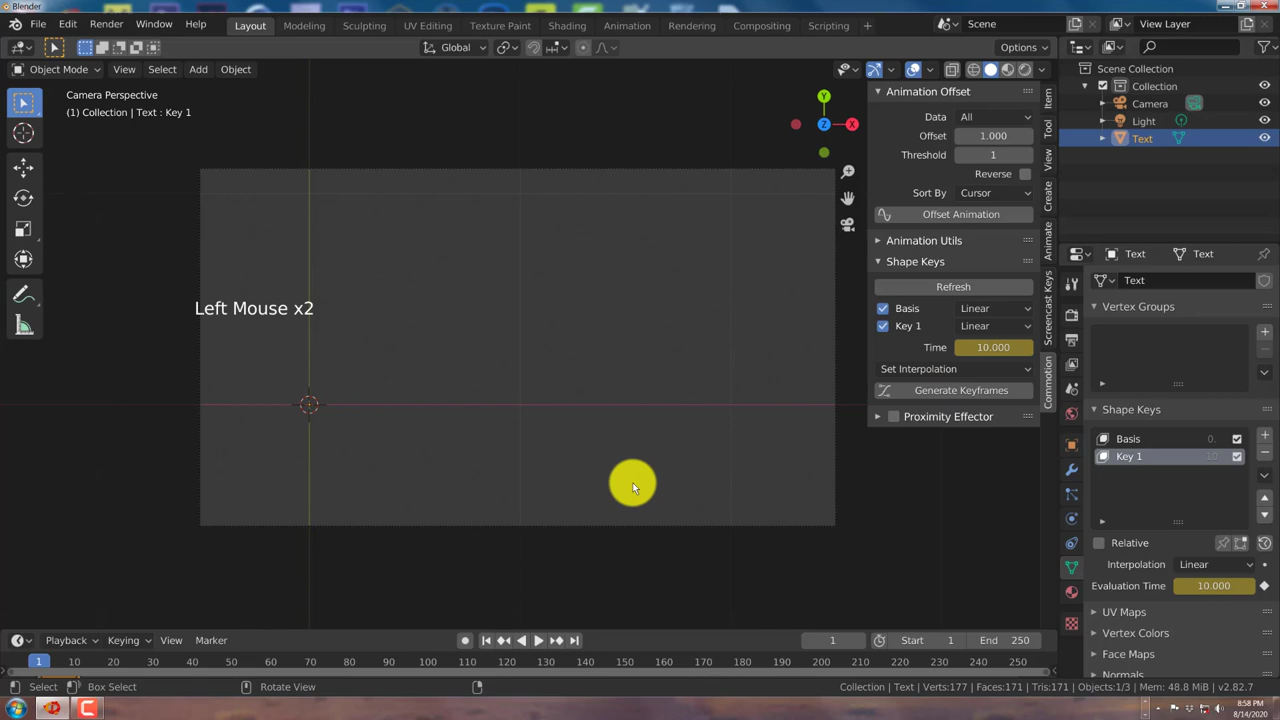 Blender
File Edit Render Window Help Layout Modeling Sculpting UV Editing Texture Paint Shading Animation Rendering Compositing Scripting + Scene View Layer
Global Options
Object Mode View Select Add Object
Camera Perspective
(1) Collection | Text : Key 1
Y
Z X
Left Mouse x2
Animation Offset
Data All
Offset 1.000
Threshold 1
Reverse
Sort By Cursor
Offset Animation
Animation Utils
Shape Keys
Refresh
Basis Linear
Key 1 Linear
Time 10.000
Set Interpolation
Generate Keyframes
Proximity Effector
Item
Tool
View
Create
Animate
Screencast Keys
Commotion
Scene Collection
Collection
Camera
Light
Text
Text Text
Text
Vertex Groups
Shape Keys
Basis 0.
Key 1 10
Relative
Interpolation Linear
Evaluation Time 10.000
UV Maps
Vertex Colors
Face Maps
Normals
Playback Keying View Marker 1 Start 1 End 250
1 10 20 30 40 50 60 70 80 90 100 110 120 130 140 150 160 170 180 190 200 210 220 230 240 250
Select Box Select Rotate View Collection | Text | Verts:177 | Faces:171 | Tris:171 | Objects:1/3 | Mem: 48.8 MiB | v2.82.7
8:58 PM
8/14/2020